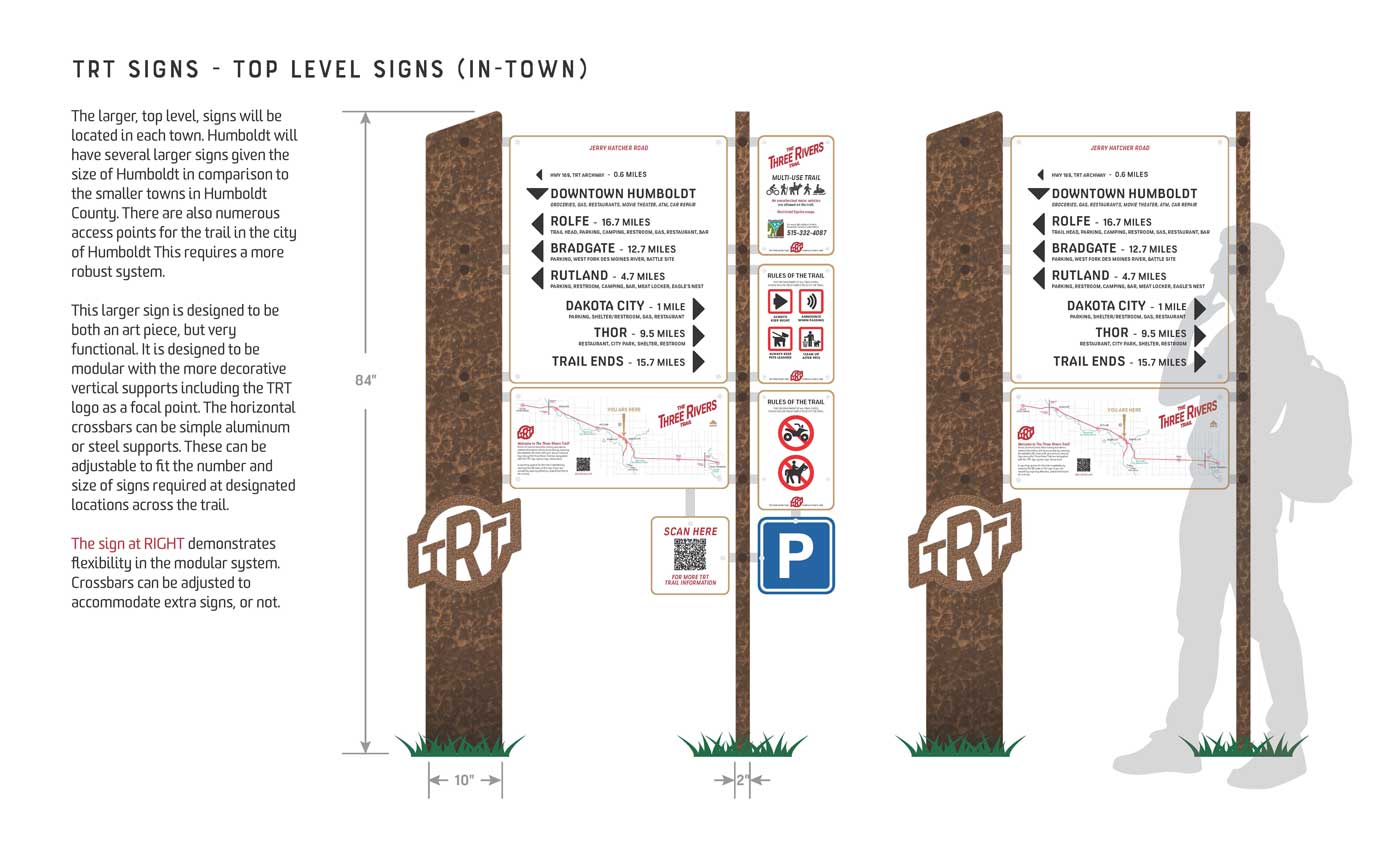 TRT SIGNS - TOP LEVEL SIGNS (IN-TOWN)
The larger, top level, signs will be
located in each town. Humboldt will
have several larger signs given the
size of Humboldt in comparison to
the smaller towns in Humboldt
County. There are also numerous
access points for the trail in the city
of Humboldt This requires a more
robust system.
This larger sign is designed to be
both an art piece, but very
functional. It is designed to be
modular with the more decorative
vertical supports including the TRT
logo as a focal point. The horizontal
crossbars can be simple aluminum
or steel supports. These can be
adjustable to fit the number and
size of signs required at designated
locations across the trail.
The sign at RIGHT demonstrates
flexibility in the modular system.
Crossbars can be adjusted to
accommodate extra signs, or not.
84"
10"
2"
JERRY HATCHER ROAD
HWY 169, TRT ARCHWAY - 0.6 MILES
DOWNTOWN HUMBOLDT
GROCERIES, GAS, RESTAURANTS, MOVIE THEATER, ATM, CAR REPAIR
ROLFE - 16.7 MILES
TRAIL HEAD, PARKING, CAMPING, RESTROOM, GAS, RESTAURANT, BAR
BRADGATE - 12.7 MILES
PARKING, WEST FORK DES MOINES RIVER, BATTLE SITE
RUTLAND - 4.7 MILES
PARKING, RESTROOM, CAMPING, BAR, MEAT LOCKER, EAGLE'S NEST
DAKOTA CITY - 1 MILE
PARKING, SHELTER/RESTROOM, GAS, RESTAURANT
THOR - 9.5 MILES
RESTAURANT, CITY PARK, SHELTER, RESTROOM
TRAIL ENDS - 15.7 MILES
YOU ARE HERE
THE
THREE RIVERS
TRAIL
Welcome to The Three Rivers Trail!
TRT
SCAN HERE
FOR MORE TRT
TRAIL INFORMATION
P
THE
THREE RIVERS
TRAIL
MULTI-USE TRAIL
No unauthorized motor vehicles
are allowed on the trail.
Restricted Equine usage.
515-332-4087
TRT
RULES OF THE TRAIL
ALWAYS
KEEP RIGHT
ANNOUNCE
WHEN PASSING
ALWAYS KEEP
PETS LEASHED
CLEAN UP
AFTER PETS
TRT
RULES OF THE TRAIL
TRT
TRT
JERRY HATCHER ROAD
HWY 169, TRT ARCHWAY - 0.6 MILES
DOWNTOWN HUMBOLDT
GROCERIES, GAS, RESTAURANTS, MOVIE THEATER, ATM, CAR REPAIR
ROLFE - 16.7 MILES
TRAIL HEAD, PARKING, CAMPING, RESTROOM, GAS, RESTAURANT, BAR
BRADGATE - 12.7 MILES
PARKING, WEST FORK DES MOINES RIVER, BATTLE SITE
RUTLAND - 4.7 MILES
PARKING, RESTROOM, CAMPING, BAR, MEAT LOCKER, EAGLE'S NEST
DAKOTA CITY - 1 MILE
PARKING, SHELTER/RESTROOM, GAS, RESTAURANT
THOR - 9.5 MILES
RESTAURANT, CITY PARK, SHELTER, RESTROOM
TRAIL ENDS - 15.7 MILES
YOU ARE HERE
THE
THREE RIVERS
TRAIL
Welcome to The Three Rivers Trail!
TRT
TRT